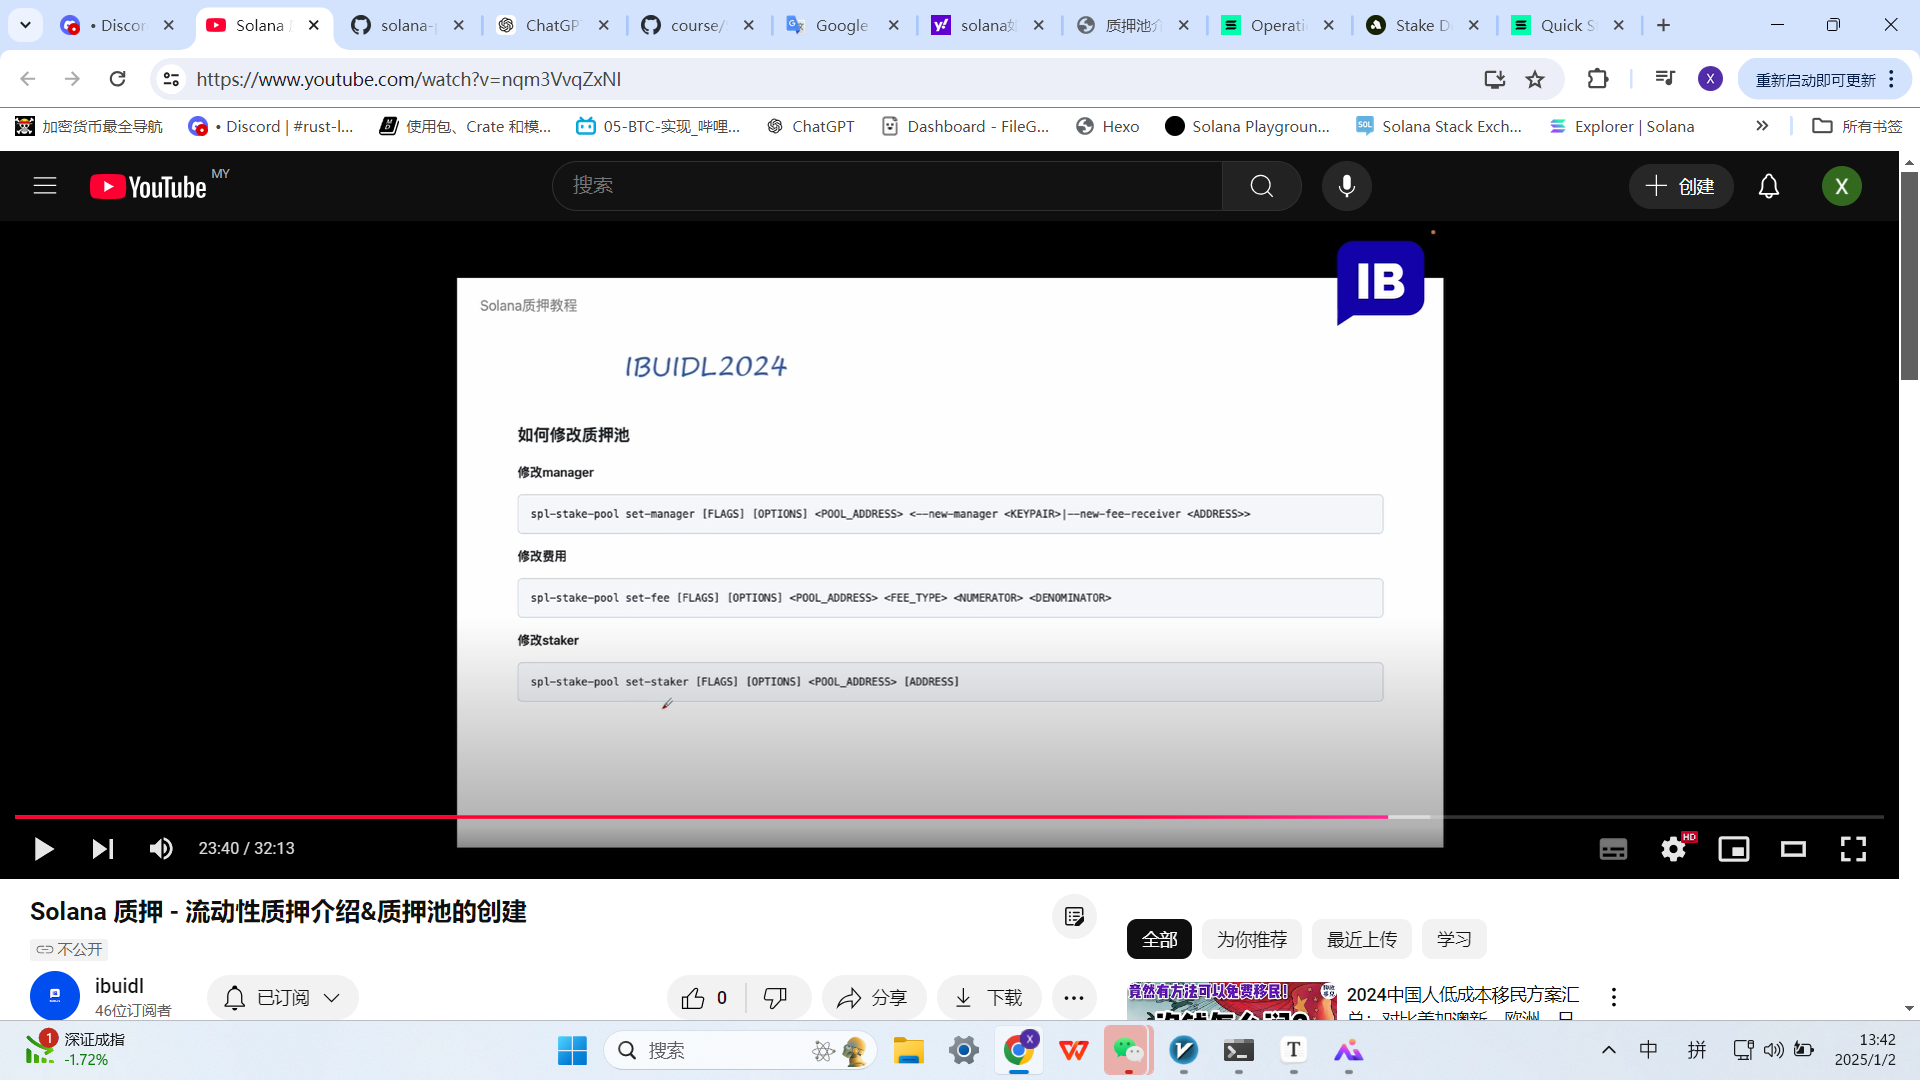 • Discor
Solana
solana-p
ChatGP
course/
Google
solana如
质押池介
Operati
Stake D
Quick S
https://www.youtube.com/watch?v=nqm3VvqZxNI
X
重新启动即可更新
加密货币最全导航
• Discord | #rust-l...
使用包、Crate 和模...
05-BTC-实现_哔哩...
ChatGPT
Dashboard - FileG...
Hexo
Solana Playgroun...
SOL
Solana Stack Exch...
Explorer | Solana
所有书签
YouTube MY
搜索
创建
X
IB
Solana质押教程
IBUIDL2024
如何修改质押池
修改manager
spl-stake-pool set-manager [FLAGS] [OPTIONS] <POOL_ADDRESS> <--new-manager <KEYPAIR>|--new-fee-receiver <ADDRESS>>
修改费用
spl-stake-pool set-fee [FLAGS] [OPTIONS] <POOL_ADDRESS> <FEE_TYPE> <NUMERATOR> <DENOMINATOR>
修改staker
spl-stake-pool set-staker [FLAGS] [OPTIONS] <POOL_ADDRESS> [ADDRESS]
23:40 / 32:13
HD
Solana 质押 - 流动性质押介绍&质押池的创建
不公开
ibuidl
46位订阅者
已订阅
0
分享
下载
全部
为你推荐
最近上传
学习
竟然有方法可以免费移民!
2024中国人低成本移民方案汇
1
深证成指
-1.72%
搜索
X
T
中
拼
13:42
2025/1/2